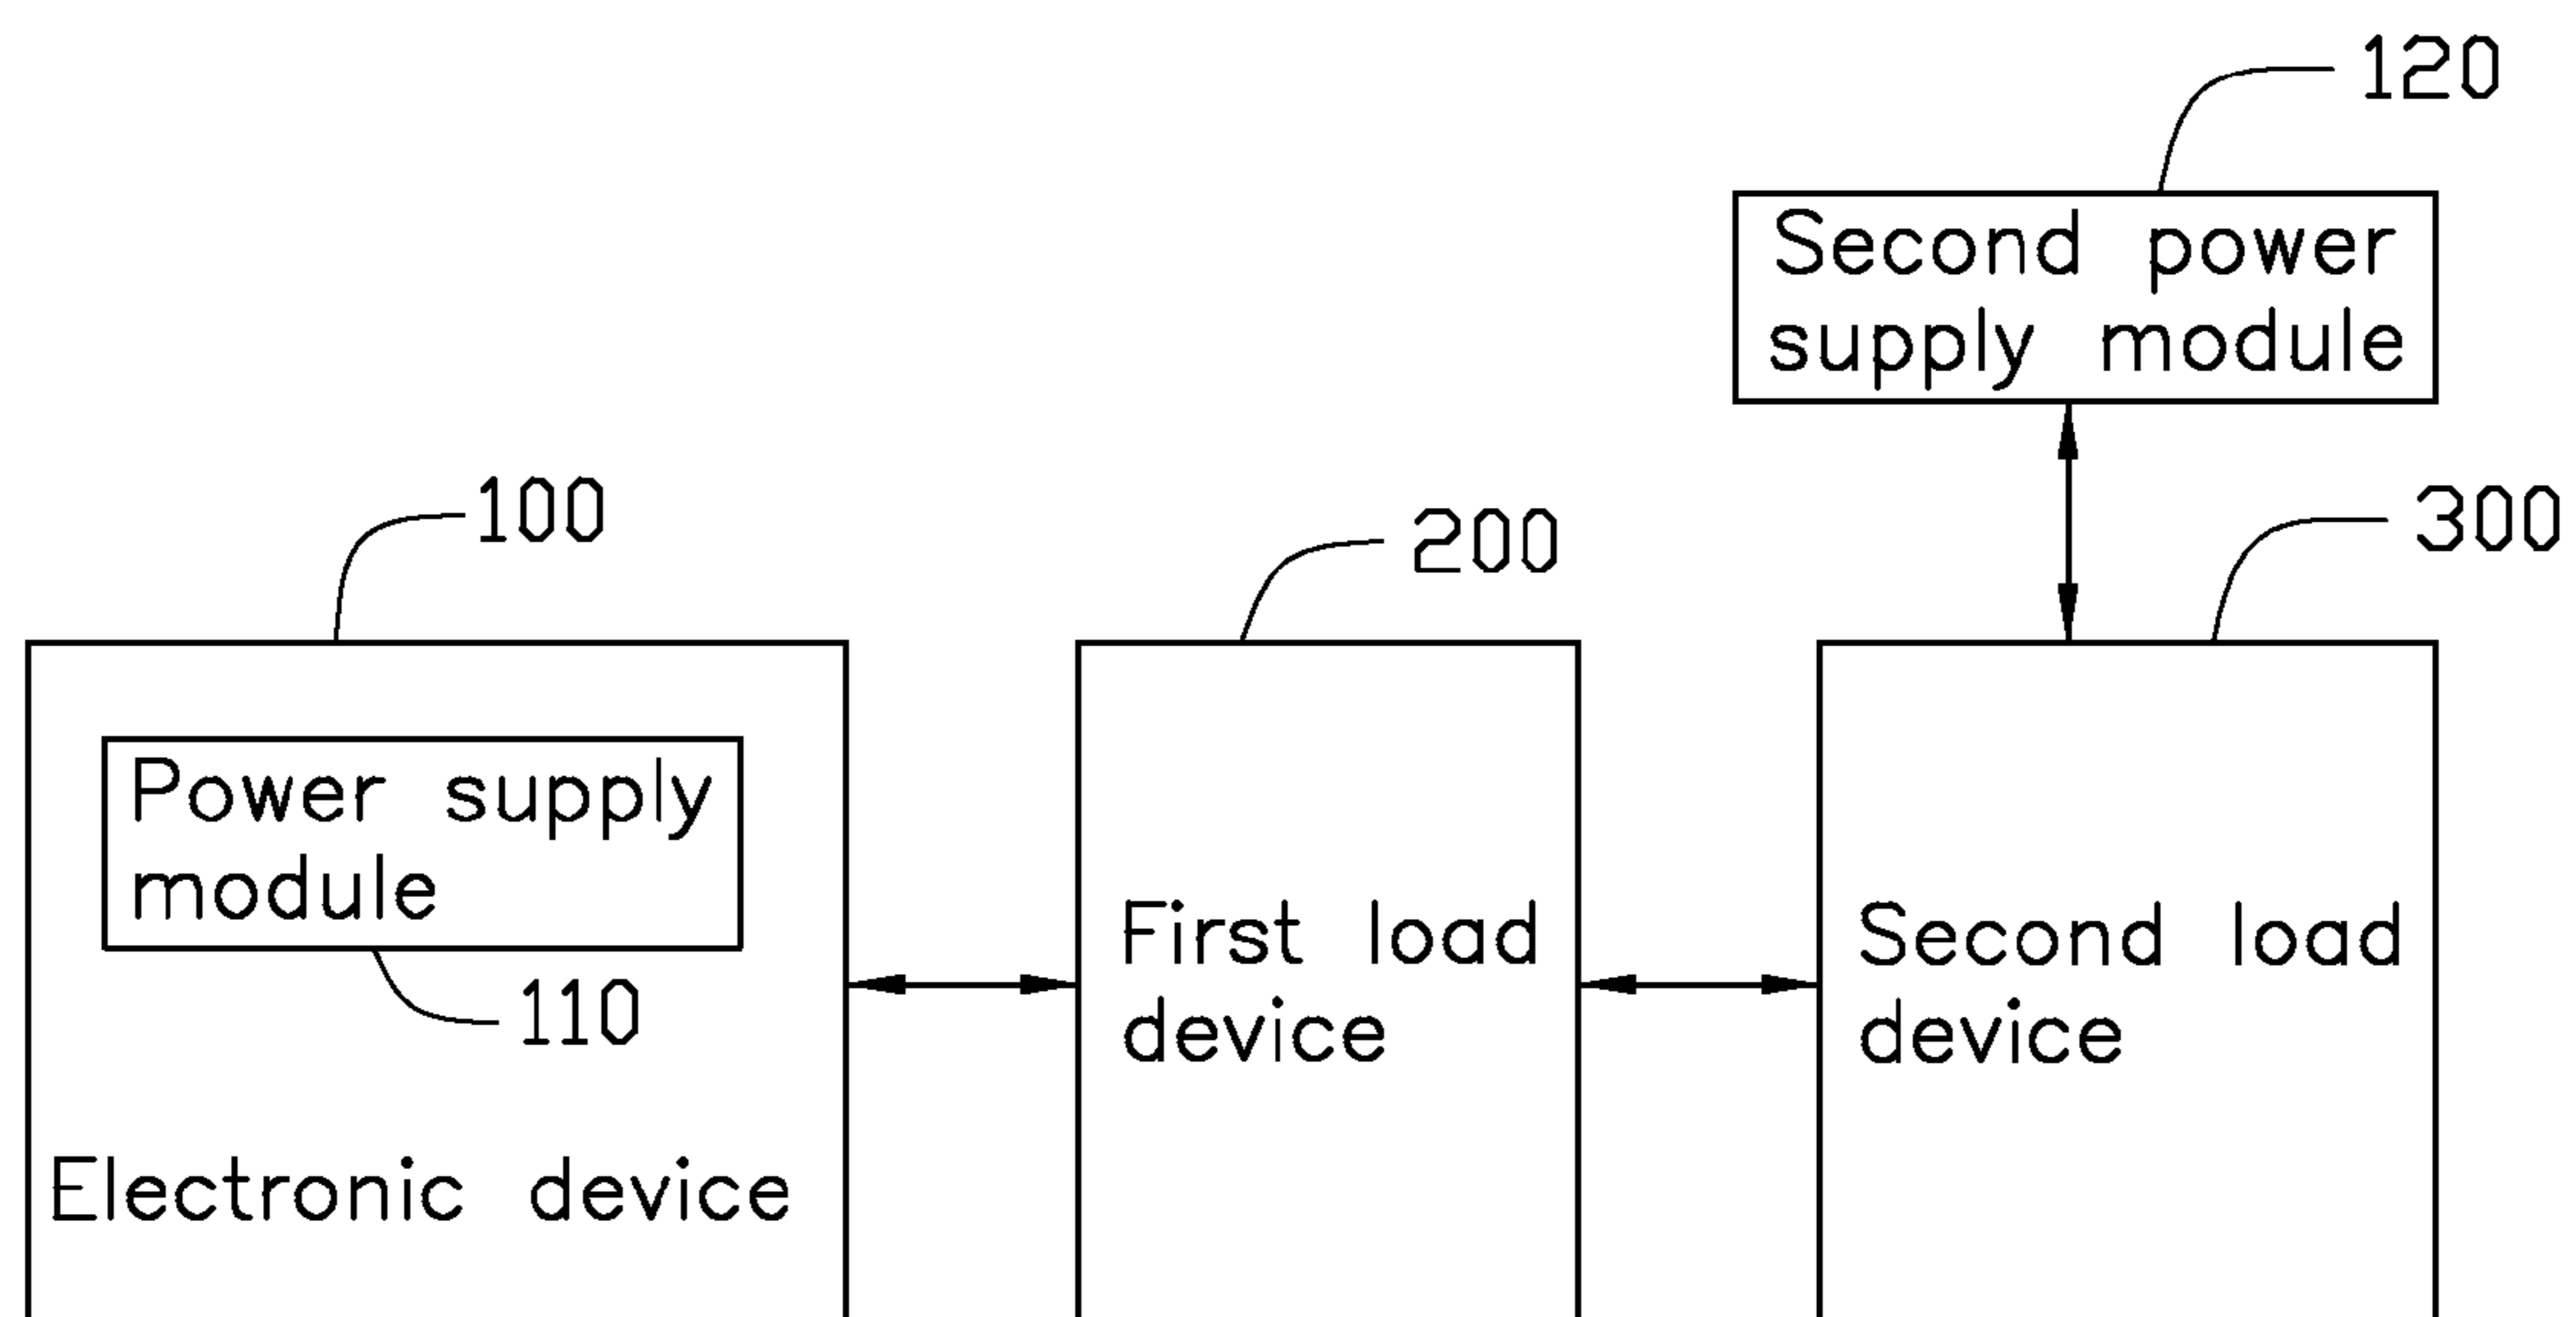 120
Second power
supply module
100
200
300
Power supply
module
110
First load
device
Second load
device
Electronic device